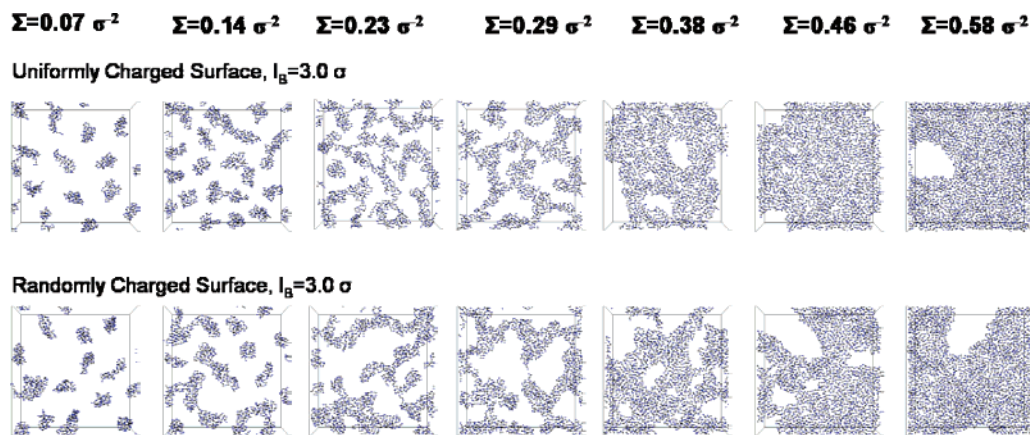 Σ=0.07 σ⁻² Σ=0.14 σ⁻² Σ=0.23 σ⁻² Σ=0.29 σ⁻² Σ=0.38 σ⁻² Σ=0.46 σ⁻² Σ=0.58 σ⁻²
Uniformly Charged Surface, l_B=3.0 σ
Randomly Charged Surface, l_B=3.0 σ